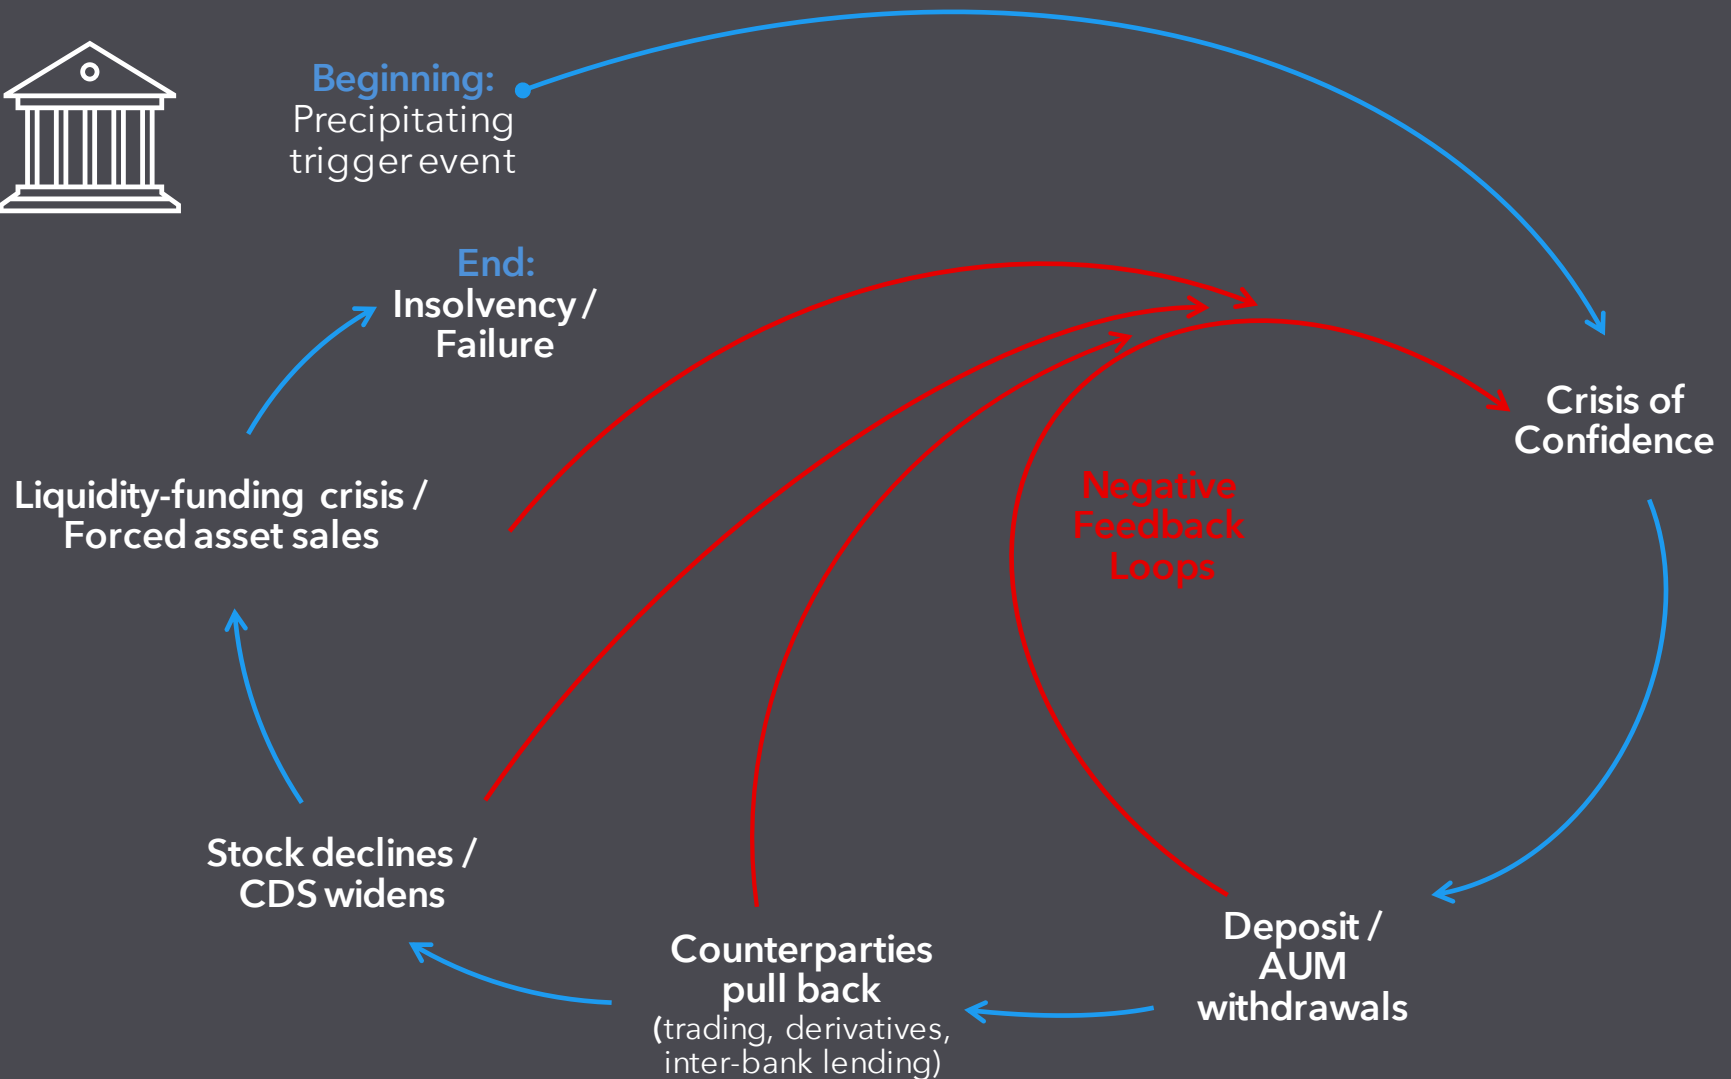 Beginning:
Precipitating
trigger event
End:
Insolvency /
Failure
Crisis of
Confidence
Negative
Feedback
Loops
Liquidity-funding crisis /
Forced asset sales
Stock declines /
CDS widens
Counterparties
pull back
(trading, derivatives,
inter-bank lending)
Deposit /
AUM
withdrawals